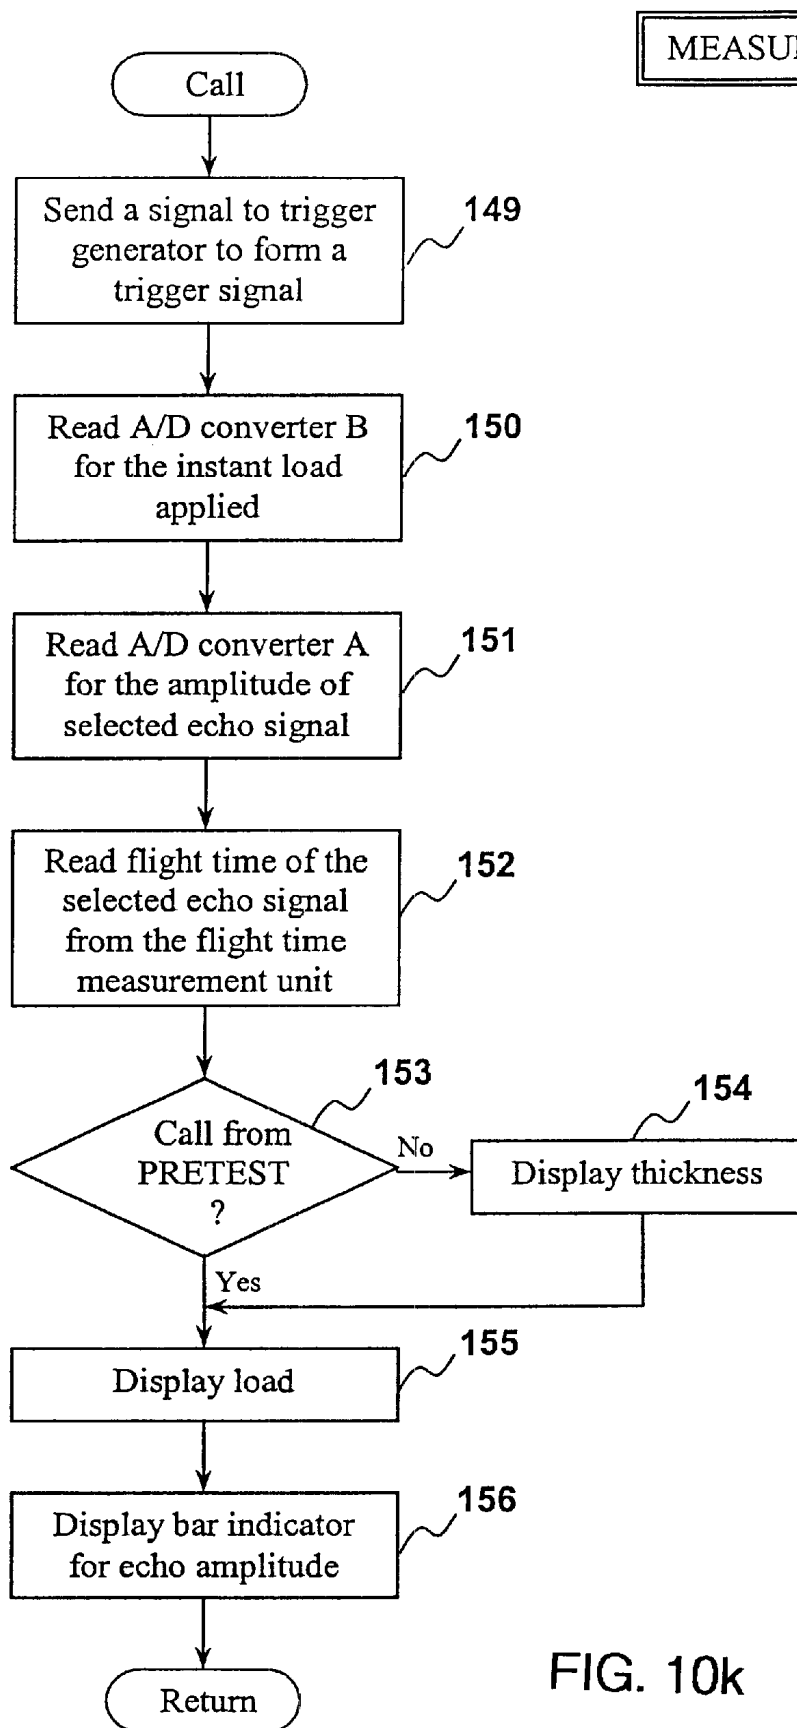 MEASU
Call
Send a signal to trigger
generator to form a
trigger signal
149
Read A/D converter B
for the instant load
applied
150
Read A/D converter A
for the amplitude of
selected echo signal
151
Read flight time of the
selected echo signal
from the flight time
measurement unit
152
Call from
PRETEST
?
153
No
Display thickness
154
Yes
Display load
155
Display bar indicator
for echo amplitude
156
Return
FIG. 10k